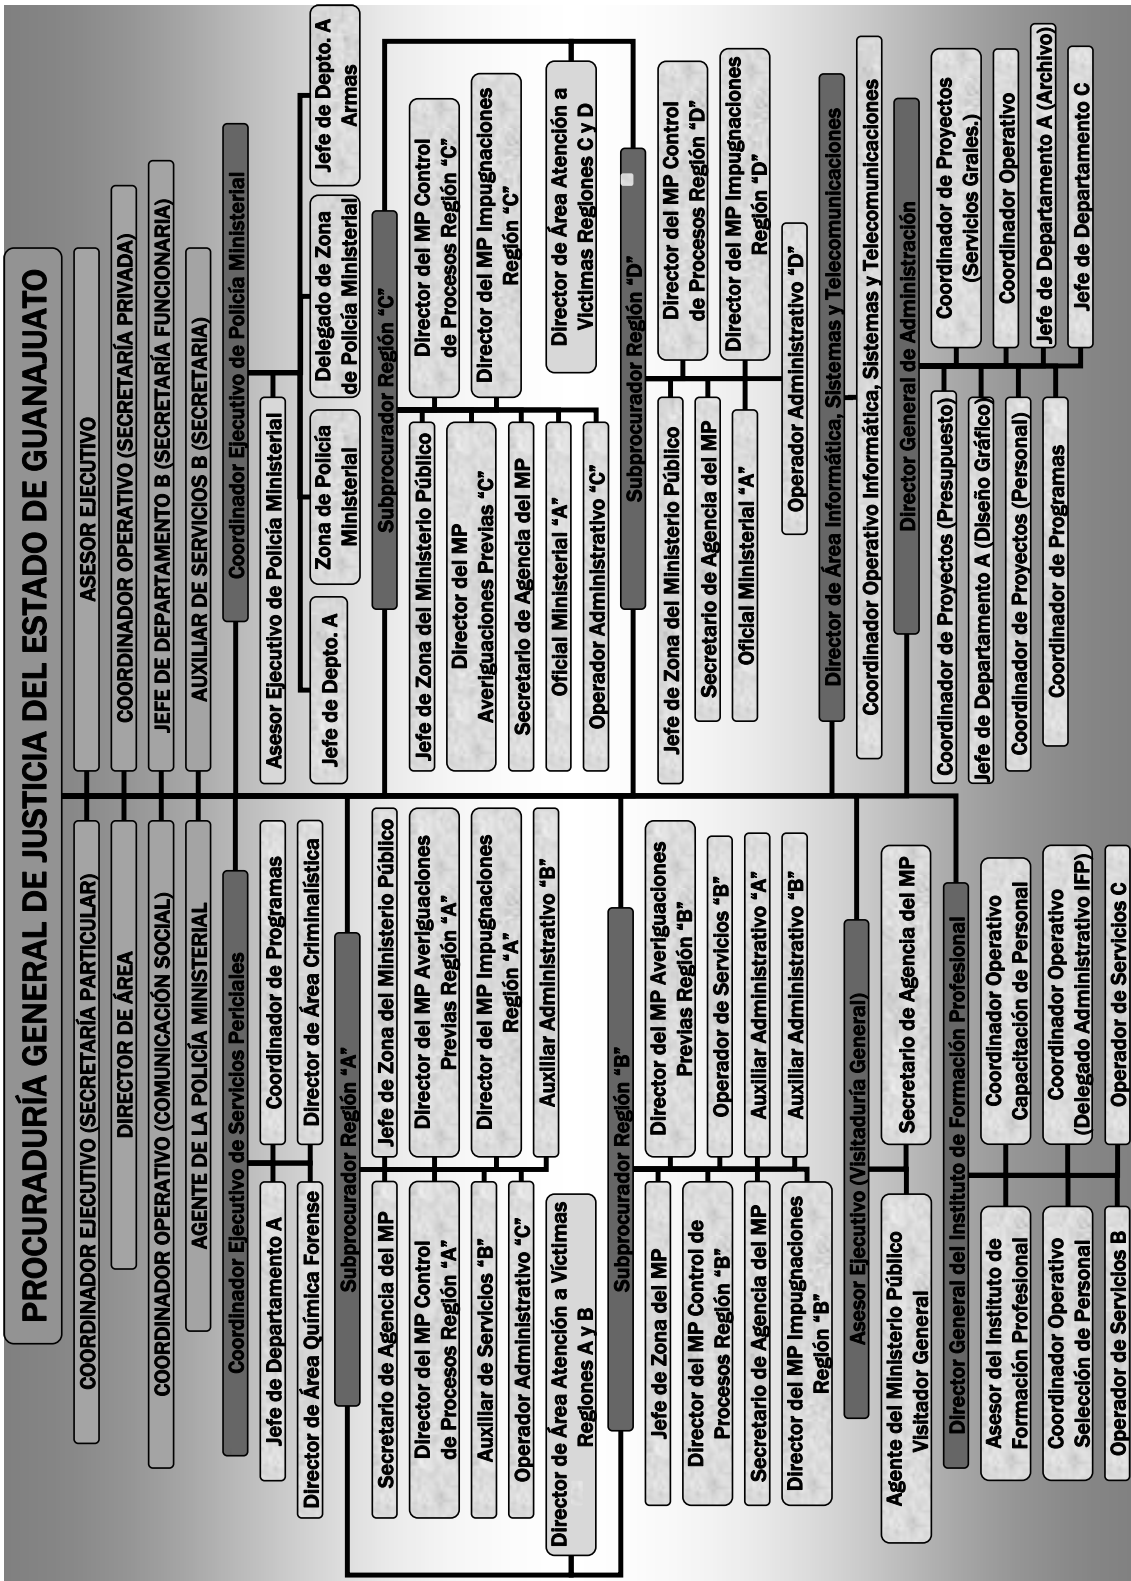 PROCURADURÍA GENERAL DE JUSTICIA DEL ESTADO DE GUANAJUATO
COORDINADOR EJECUTIVO (SECRETARÍA PARTICULAR)
ASESOR EJECUTIVO
DIRECTOR DE ÁREA
COORDINADOR OPERATIVO (SECRETARÍA PRIVADA)
COORDINADOR OPERATIVO (COMUNICACIÓN SOCIAL)
JEFE DE DEPARTAMENTO B (SECRETARÍA FUNCIONARIA)
AGENTE DE LA POLICÍA MINISTERIAL
AUXILIAR DE SERVICIOS B (SECRETARIA)
Coordinador Ejecutivo de Servicios Periciales
Jefe de Departamento A
Coordinador de Programas
Director de Área Química Forense
Director de Área Criminalística
Coordinador Ejecutivo de Policía Ministerial
Asesor Ejecutivo de Policía Ministerial
Jefe de Depto. A
Zona de Policía
Ministerial
Delegado de Zona
de Policía Ministerial
Jefe de Depto. A
Armas
Subprocurador Región “A”
Secretario de Agencia del MP
Jefe de Zona del Ministerio Público
Director del MP Control
de Procesos Región “A”
Director del MP Averiguaciones
Previas Región “A”
Auxiliar de Servicios “B”
Director del MP Impugnaciones
Región “A”
Operador Administrativo “C”
Auxiliar Administrativo “B”
Director de Área Atención a Víctimas
Regiones A y B
Subprocurador Región “C”
Jefe de Zona del Ministerio Público
Director del MP Control
de Procesos Región “C”
Director del MP
Averiguaciones Previas “C”
Director del MP Impugnaciones
Región “C”
Secretario de Agencia del MP
Oficial Ministerial “A”
Operador Administrativo “C”
Director de Área Atención a
Victimas Regiones C y D
Subprocurador Región “B”
Jefe de Zona del MP
Director del MP Averiguaciones
Previas Región “B”
Director del MP Control de
Procesos Región “B”
Operador de Servicios “B”
Secretario de Agencia del MP
Auxiliar Administrativo “A”
Director del MP Impugnaciones
Región “B”
Auxiliar Administrativo “B”
Subprocurador Región “D”
Jefe de Zona del Ministerio Público
Director del MP Control
de Procesos Región “D”
Secretario de Agencia del MP
Director del MP Impugnaciones
Región “D”
Oficial Ministerial “A”
Operador Administrativo “D”
Asesor Ejecutivo (Visitaduría General)
Agente del Ministerio Público
Visitador General
Secretario de Agencia del MP
Director de Área Informática, Sistemas y Telecomunicaciones
Coordinador Operativo Informática, Sistemas y Telecomunicaciones
Director General del Instituto de Formación Profesional
Asesor del Instituto de
Formación Profesional
Coordinador Operativo
Capacitación de Personal
Coordinador Operativo
Selección de Personal
Coordinador Operativo
(Delegado Administrativo IFP)
Operador de Servicios B
Operador de Servicios C
Director General de Administración
Coordinador de Proyectos (Presupuesto)
Coordinador de Proyectos
(Servicios Grales.)
Jefe de Departamento A (Diseño Gráfico)
Coordinador Operativo
Coordinador de Proyectos (Personal)
Jefe de Departamento A (Archivo)
Coordinador de Programas
Jefe de Departamento C